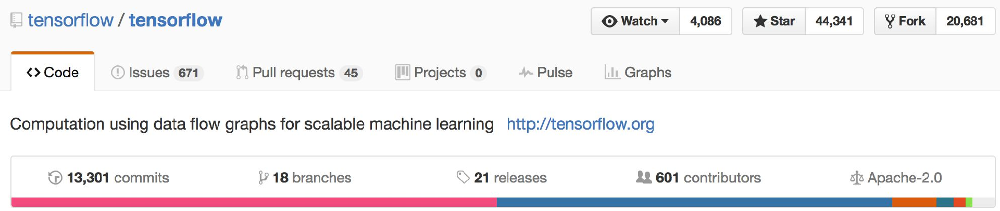 tensorflow / tensorflow Watch 4,086 Star 44,341 Fork 20,681
Code Issues 671 Pull requests 45 Projects 0 Pulse Graphs
Computation using data flow graphs for scalable machine learning http://tensorflow.org
13,301 commits 18 branches 21 releases 601 contributors Apache-2.0